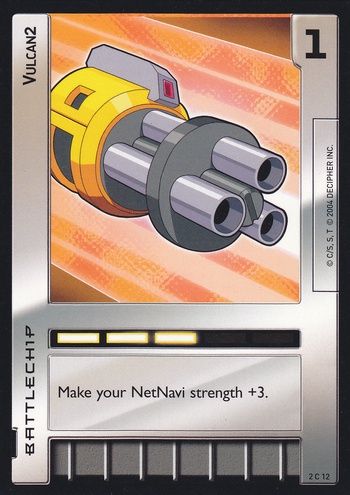 Vulcan2
1
© C/S, S, T © 2004 DECIPHER INC.
BATTLECHIP
Make your NetNavi strength +3.
2 C 12